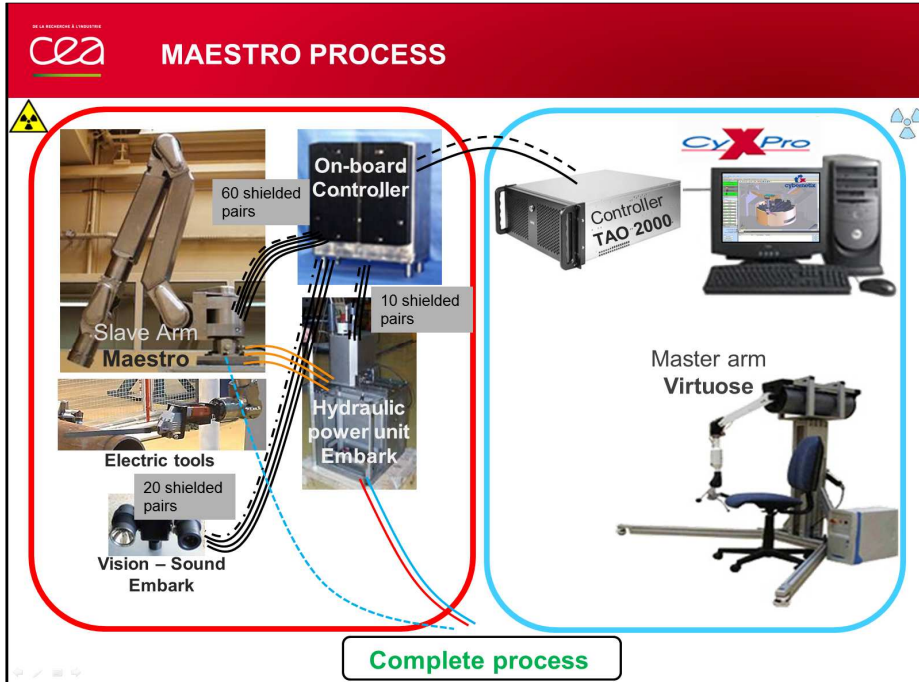 DE LA RECHERCHE À L'INDUSTRIE
cea
MAESTRO PROCESS
60 shielded
pairs
On-board
Controller
Controller
TAO 2000
CyXPro
cybernetix
10 shielded
pairs
Slave Arm
Maestro
Hydraulic
power unit
Embark
Master arm
Virtuose
Electric tools
20 shielded
pairs
Vision – Sound
Embark
Complete process